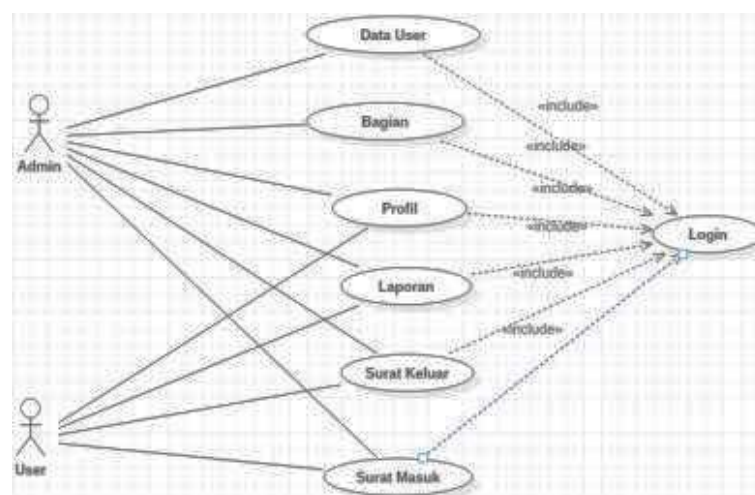 Data User
«include»
Bagian
«include»
Admin
«include»
Profil
«include»
Login
Laporan
«include»
«include»
Surat Keluar
User
Surat Masuk